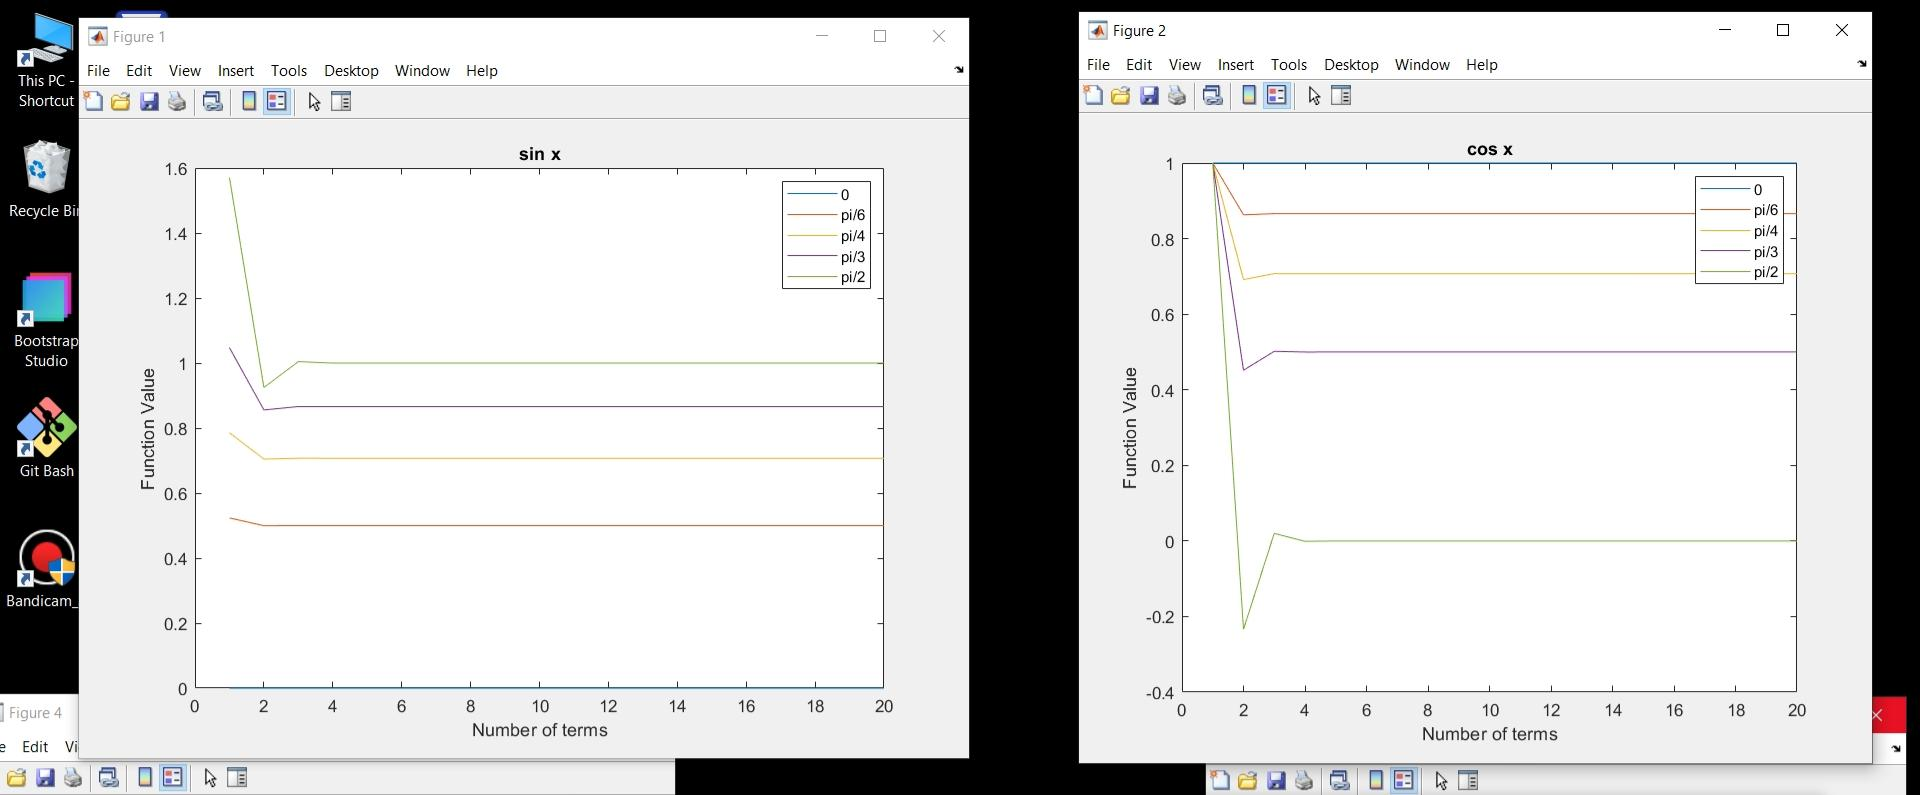 This PC -
Shortcut
Recycle Bin
Bootstrap
Studio
Git Bash
Bandicam_
Figure 1
File Edit View Insert Tools Desktop Window Help
sin x
1.6
1.4
1.2
1
0.8
0.6
0.4
0.2
0
Function Value
0
pi/6
pi/4
pi/3
pi/2
0 2 4 6 8 10 12 14 16 18 20
Number of terms
Figure 2
File Edit View Insert Tools Desktop Window Help
cos x
1
0.8
0.6
0.4
0.2
0
-0.2
-0.4
Function Value
0
pi/6
pi/4
pi/3
pi/2
0 2 4 6 8 10 12 14 16 18 20
Number of terms
Figure 4
e Edit Vi